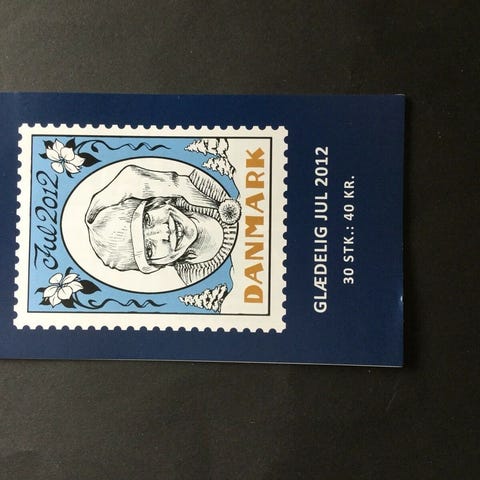 Jul 2012
DANMARK
GLÆDELIG JUL 2012
30 STK.: 40 KR.